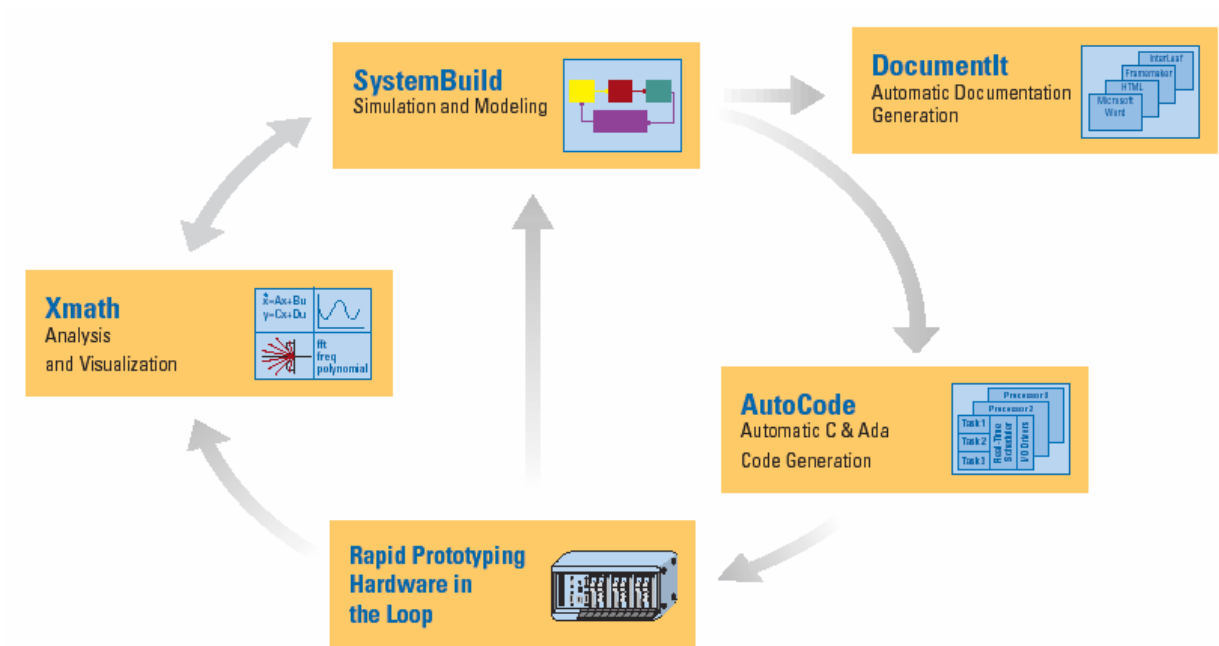 SystemBuild
Simulation and Modeling
DocumentIt
Automatic Documentation
Generation
InterLeaf
Framemaker
HTML
Microsoft
Word
Xmath
Analysis
and Visualization
ẋ=Ax+Bu
y=Cx+Du
fft
freq
polynomial
AutoCode
Automatic C & Ada
Code Generation
Processor 3
Processor 2
Task 1
Task 2
Task 3
Real-Time
Scheduler
I/O Drivers
Rapid Prototyping
Hardware in
the Loop